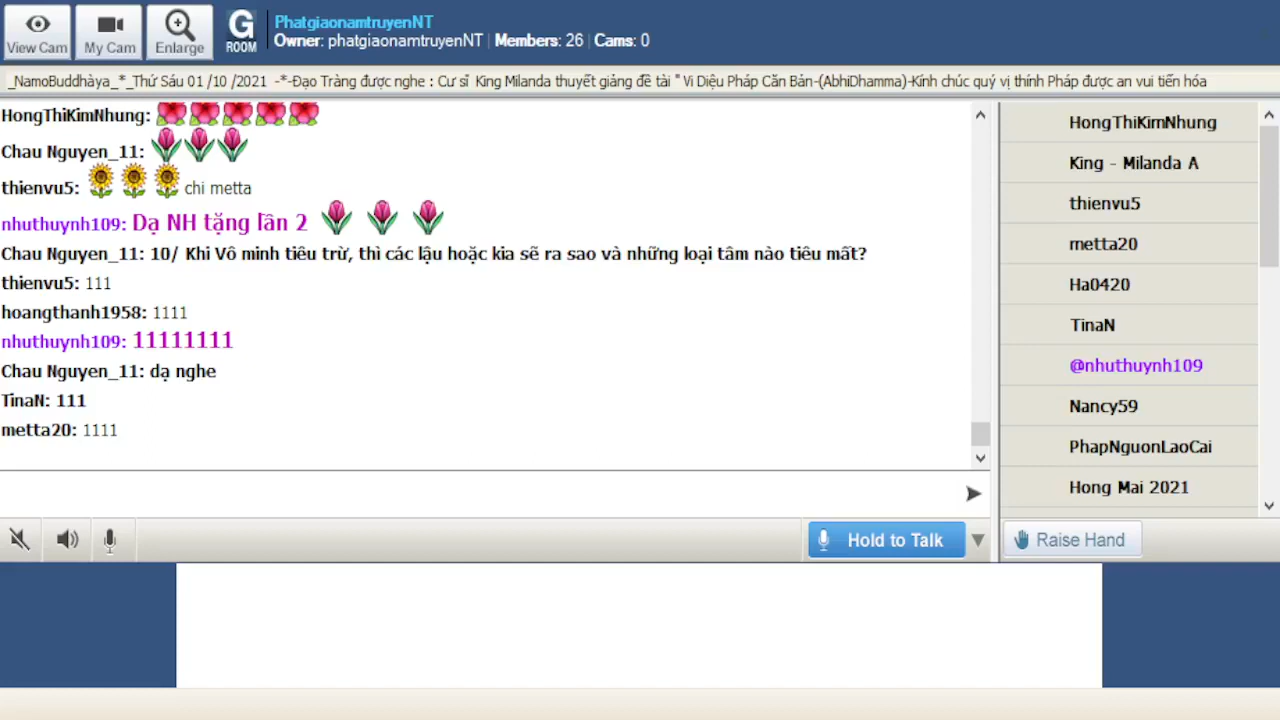 View Cam
My Cam
Enlarge
G
ROOM
PhatgiaonamtruyenNT
Owner: phatgiaonamtruyenNT | Members: 26 | Cams: 0
_NamoBuddhàya_*_Thứ Sáu 01 /10 /2021 -*-Đạo Tràng được nghe : Cư sĩ King Milanda thuyết giảng đề tài " Vi Diệu Pháp Căn Bản-(AbhiDhamma)-Kính chúc quý vị thính Pháp được an vui tiến hóa
HongThiKimNhung:
Chau Nguyen_11:
thienvu5: chi metta
nhuthuynh109: Dạ NH tặng lần 2
Chau Nguyen_11: 10/ Khi Vô minh tiêu trừ, thì các lậu hoặc kia sẽ ra sao và những loại tâm nào tiêu mất?
thienvu5: 111
hoangthanh1958: 1111
nhuthuynh109: 11111111
Chau Nguyen_11: dạ nghe
TinaN: 111
metta20: 1111
HongThiKimNhung
King - Milanda A
thienvu5
metta20
Ha0420
TinaN
@nhuthuynh109
Nancy59
PhapNguonLaoCai
Hong Mai 2021
Hold to Talk
Raise Hand